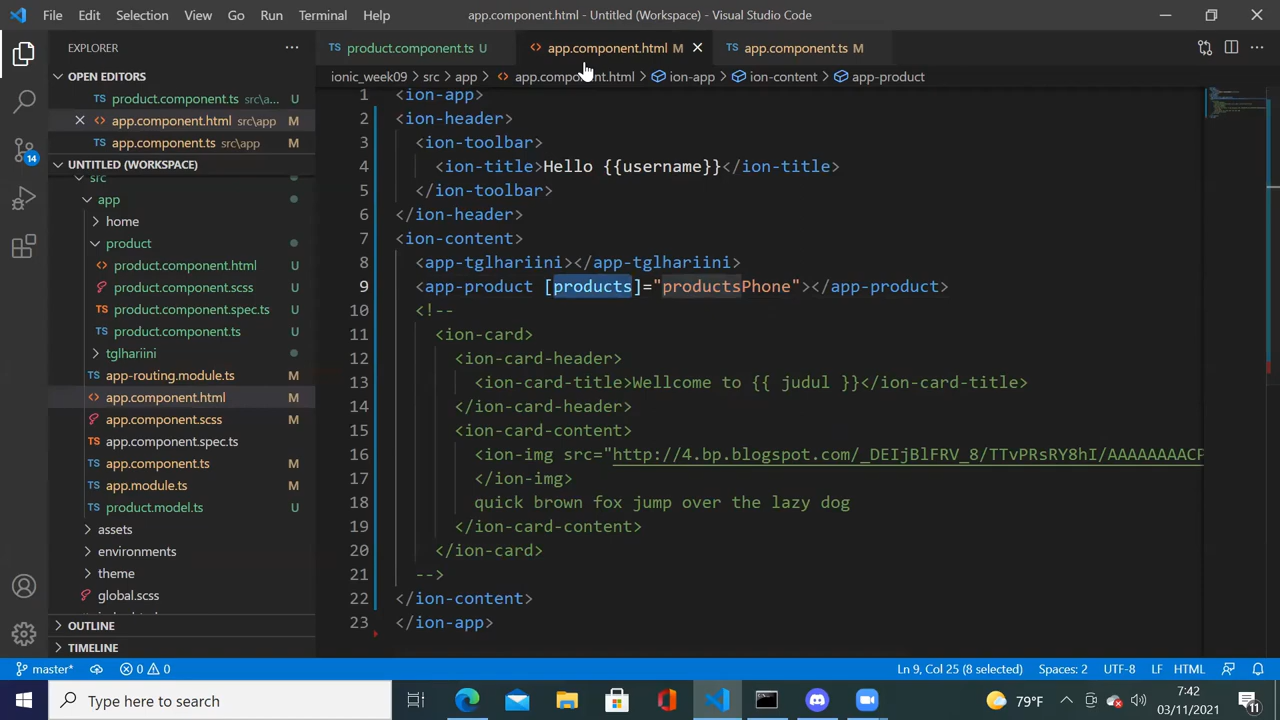 File Edit Selection View Go Run Terminal Help
app.component.html - Untitled (Workspace) - Visual Studio Code
EXPLORER
OPEN EDITORS
product.component.ts src\a... U
app.component.html src\app M
app.component.ts src\app M
UNTITLED (WORKSPACE)
src
app
home
product
product.component.html U
product.component.scss U
product.component.spec.ts U
product.component.ts U
tglhariini
app-routing.module.ts M
app.component.html M
app.component.scss M
app.component.spec.ts
app.component.ts M
app.module.ts M
product.model.ts U
assets
environments
theme
global.scss
OUTLINE
TIMELINE
14
product.component.ts U app.component.html M app.component.ts M
ionic_week09 > src > app > app.component.html > ion-app > ion-content > app-product
1 <ion-app>
2 <ion-header>
3 <ion-toolbar>
4 <ion-title>Hello {{username}}</ion-title>
5 </ion-toolbar>
6 </ion-header>
7 <ion-content>
8 <app-tglhariini></app-tglhariini>
9 <app-product [products]="productsPhone"></app-product>
10 <!--
11 <ion-card>
12 <ion-card-header>
13 <ion-card-title>Wellcome to {{ judul }}</ion-card-title>
14 </ion-card-header>
15 <ion-card-content>
16 <ion-img src="http://4.bp.blogspot.com/_DEIjBlFRV_8/TTvPRsRY8hI/AAAAAAAACP
17 </ion-img>
18 quick brown fox jump over the lazy dog
19 </ion-card-content>
20 </ion-card>
21 -->
22 </ion-content>
23 </ion-app>
master* 0 0 Ln 9, Col 25 (8 selected) Spaces: 2 UTF-8 LF HTML
Type here to search
79°F 7:42
03/11/2021 11